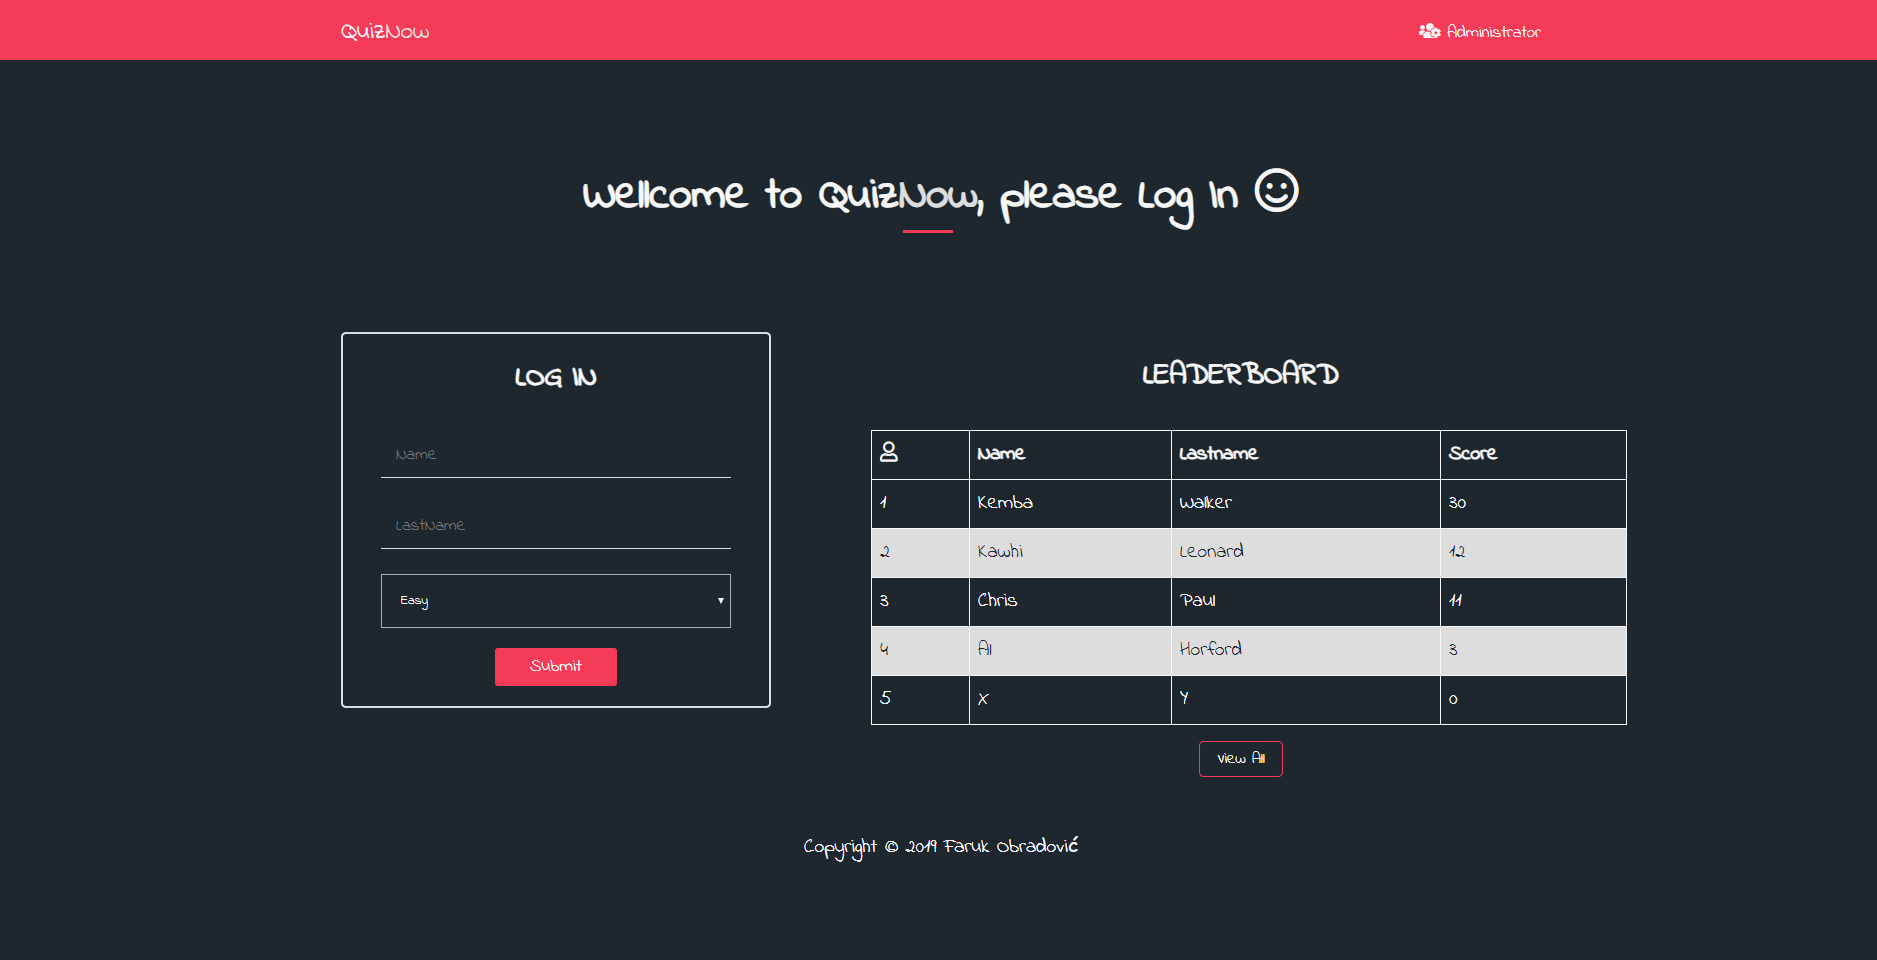 QuizNow
Administrator
Wellcome to QuizNow, please Log In
LOG IN
Name
LastName
Easy
Submit
LEADERBOARD
Name Lastname Score
1 Kemba Walker 30
2 Kawhi Leonard 12
3 Chris Paul 11
4 Al Horford 3
5 X Y 0
View All
Copyright © 2019 Faruk Obradović